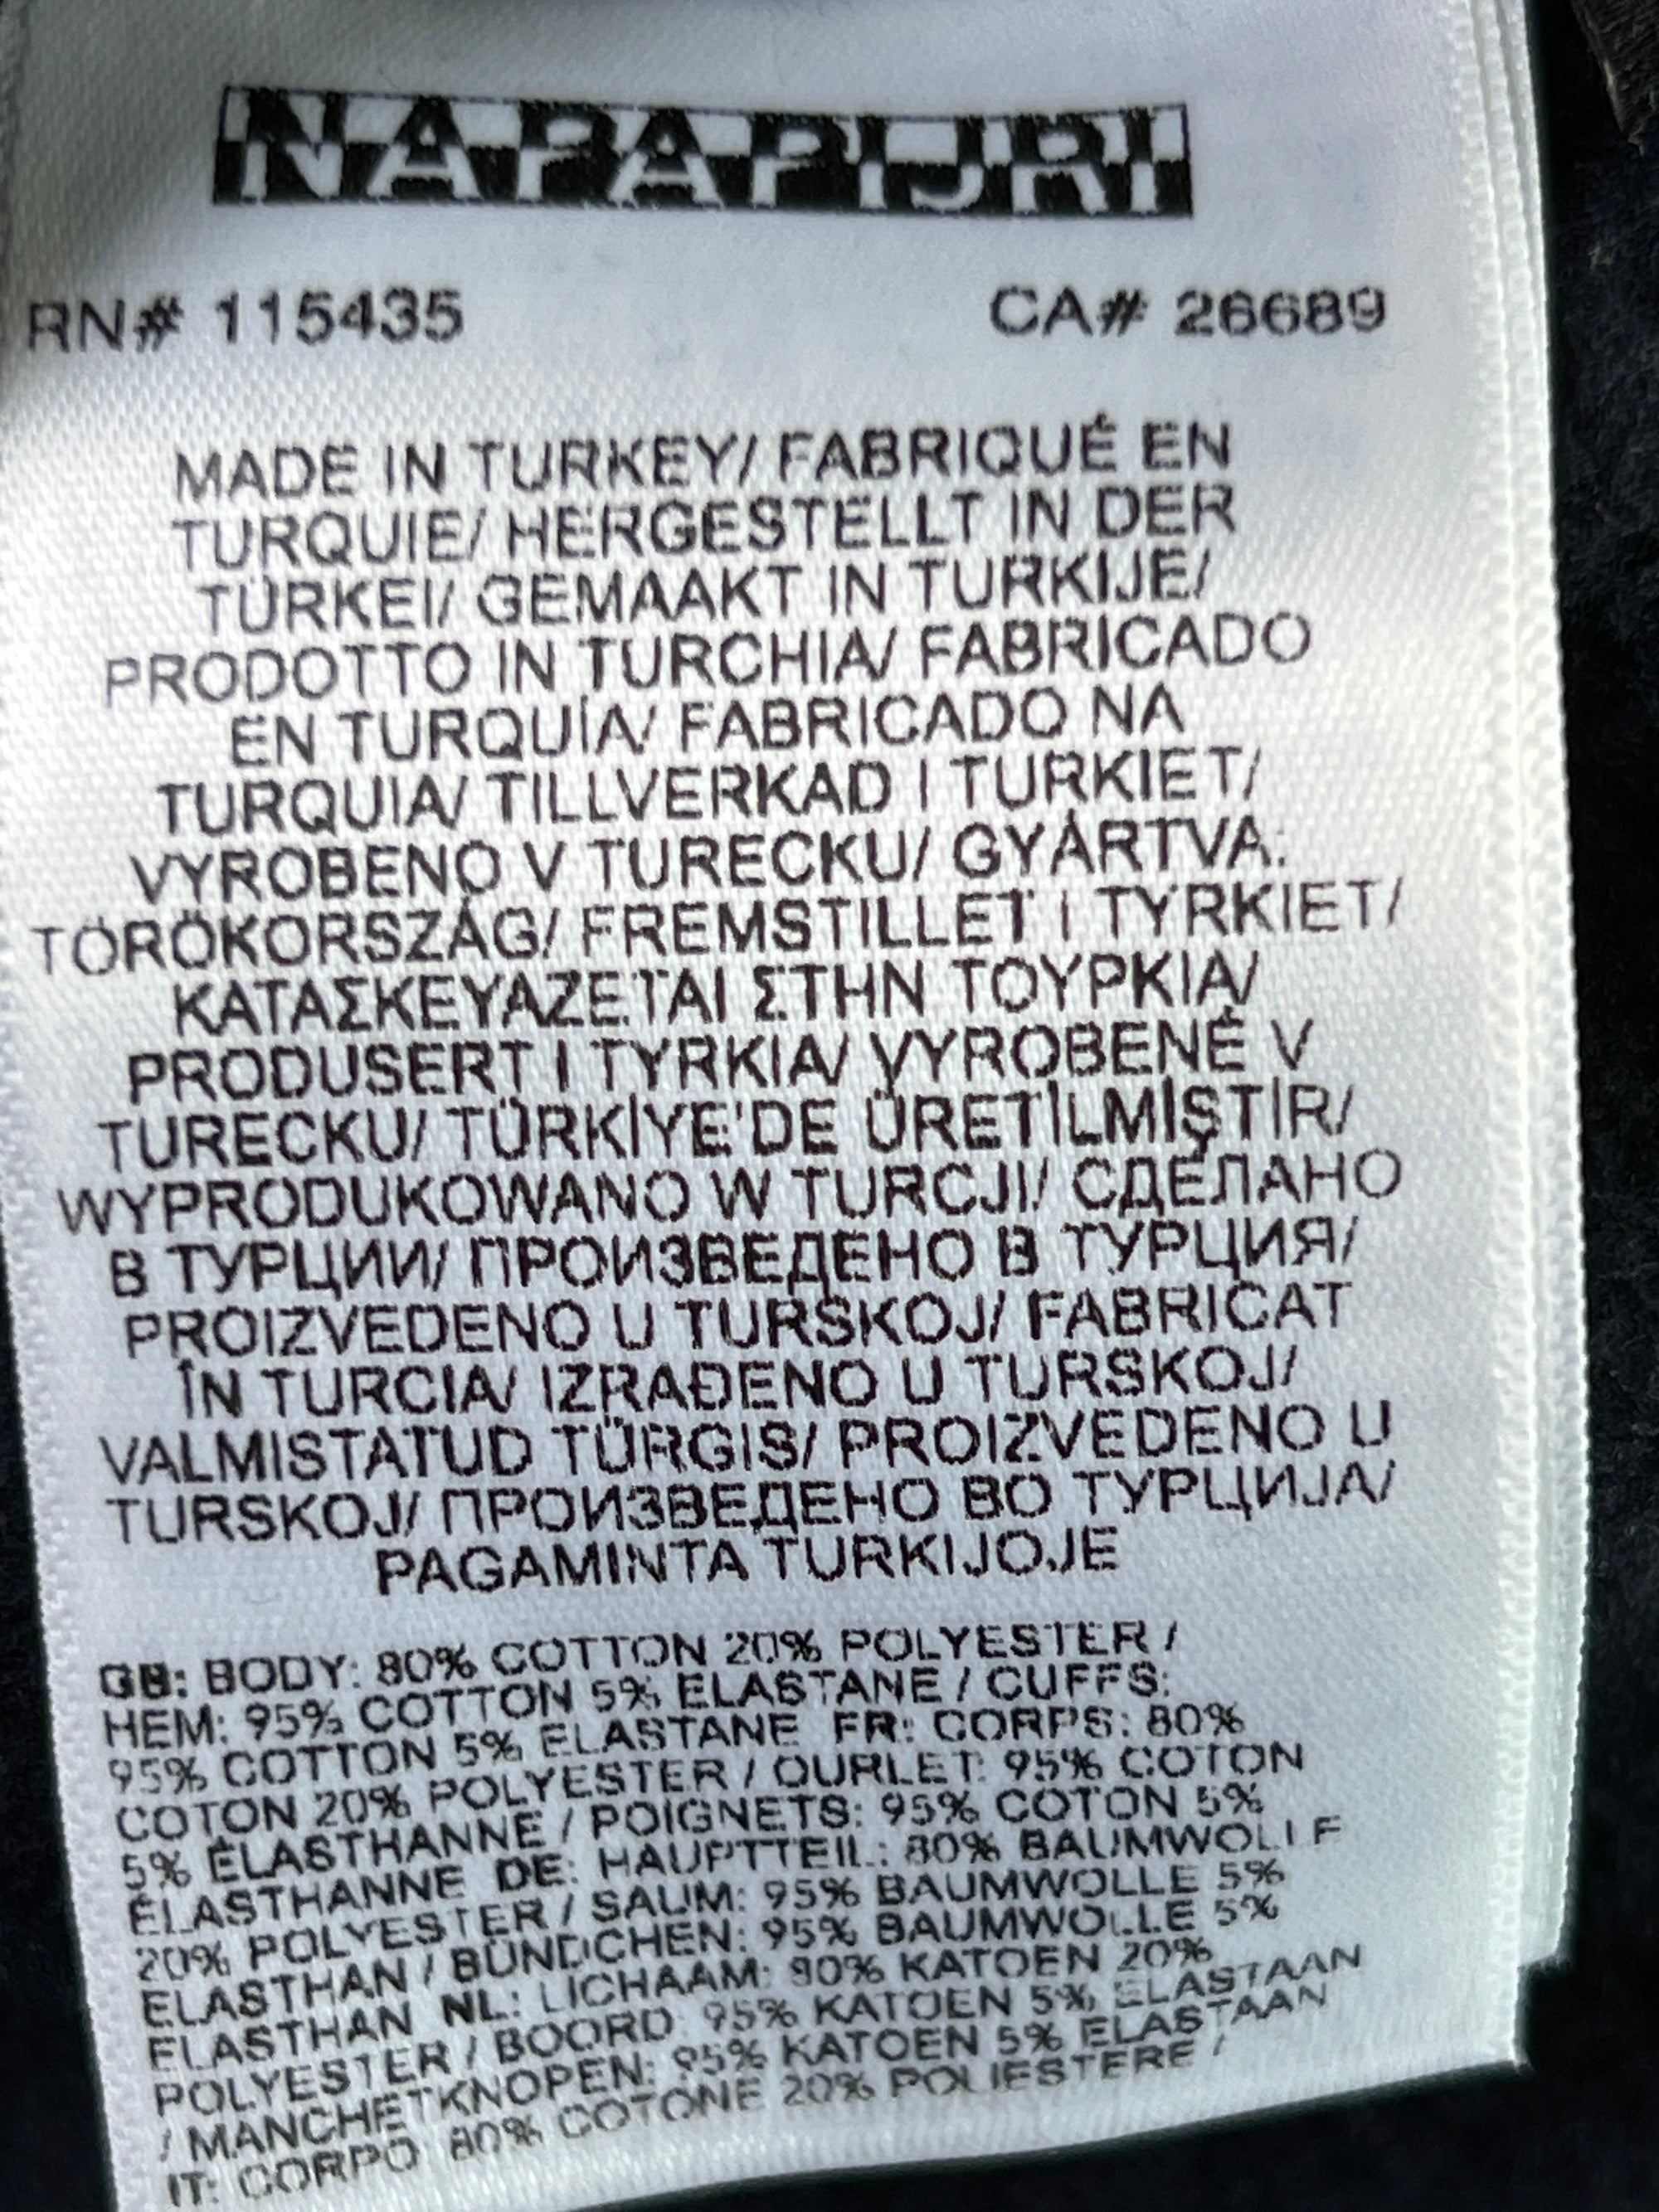 NAPAPIJRI
RN# 115435 CA# 26689
MADE IN TURKEY/ FABRIQUÉ EN
TURQUIE/ HERGESTELLT IN DER
TÜRKEI/ GEMAAKT IN TURKIJE/
PRODOTTO IN TURCHIA/ FABRICADO
EN TURQUÍA/ FABRICADO NA
TURQUIA/ TILLVERKAD I TURKIET/
VYROBENO V TURECKU/ GYÁRTVA:
TÖRÖKORSZÁG/ FREMSTILLET I TYRKIET/
ΚΑΤΑΣΚΕΥΑΖΕΤΑΙ ΣΤΗΝ ΤΟΥΡΚΙΑ/
PRODUSERT I TYRKIA/ VYROBENÉ V
TURECKU/ TÜRKİYE'DE ÜRETİLMİŞTİR/
WYPRODUKOWANO W TURCJI/ СДЕЛАНО
В ТУРЦИИ/ ПРОИЗВЕДЕНО В ТУРЦИЯ/
PROIZVEDENO U TURSKOJ/ FABRICAT
ÎN TURCIA/ IZRAĐENO U TURSKOJ/
VALMISTATUD TÜRGIS/ PROIZVEDENO U
TURSKOJ/ ПРОИЗВЕДЕНО ВО ТУРЦИЈА/
PAGAMINTA TURKIJOJE
GB: BODY: 80% COTTON 20% POLYESTER /
HEM: 95% COTTON 5% ELASTANE / CUFFS:
95% COTTON 5% ELASTANE FR: CORPS: 80%
COTON 20% POLYESTER / OURLET: 95% COTON
5% ÉLASTHANNE / POIGNETS: 95% COTON 5%
ÉLASTHANNE DE: HAUPTTEIL: 80% BAUMWOLLE
20% POLYESTER / SAUM: 95% BAUMWOLLE 5%
ELASTHAN / BÜNDCHEN: 95% BAUMWOLLE 5%
ELASTHAN NL: LICHAAM: 80% KATOEN 20%
POLYESTER / BOORD: 95% KATOEN 5% ELASTAAN
/ MANCHETKNOPEN: 95% KATOEN 5% ELASTAAN
IT: CORPO: 80% COTONE 20% POLIESTERE /